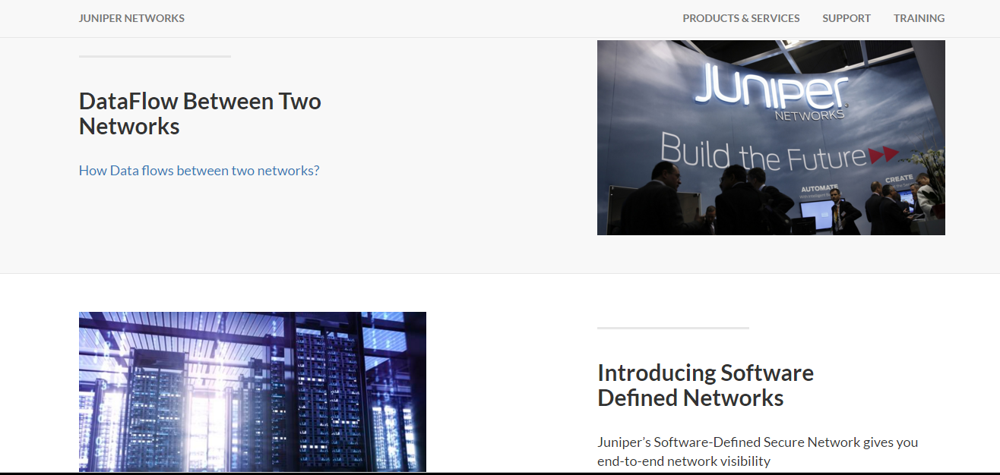 JUNIPER NETWORKS
PRODUCTS & SERVICES SUPPORT TRAINING
DataFlow Between Two
Networks
How Data flows between two networks?
Juniper
NETWORKS
Build the Future
AUTOMATE
CREATE
Introducing Software
Defined Networks
Juniper’s Software-Defined Secure Network gives you
end-to-end network visibility